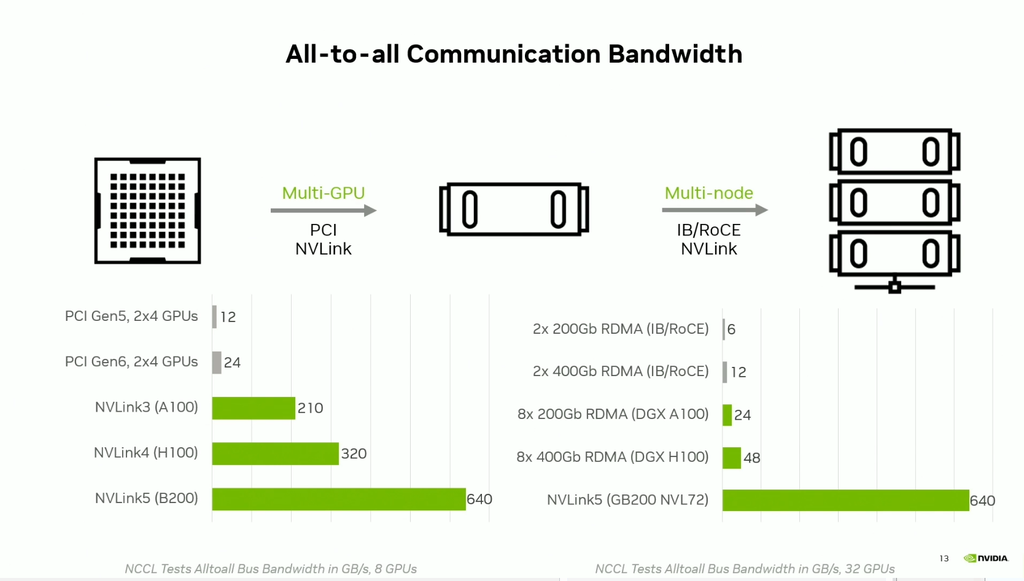 All-to-all Communication Bandwidth
Multi-GPU
PCI
NVLink
Multi-node
IB/RoCE
NVLink
PCI Gen5, 2x4 GPUs 12
PCI Gen6, 2x4 GPUs 24
NVLink3 (A100) 210
NVLink4 (H100) 320
NVLink5 (B200) 640
NCCL Tests Alltoall Bus Bandwidth in GB/s, 8 GPUs
2x 200Gb RDMA (IB/RoCE) 6
2x 400Gb RDMA (IB/RoCE) 12
8x 200Gb RDMA (DGX A100) 24
8x 400Gb RDMA (DGX H100) 48
NVLink5 (GB200 NVL72) 640
NCCL Tests Alltoall Bus Bandwidth in GB/s, 32 GPUs
13 NVIDIA